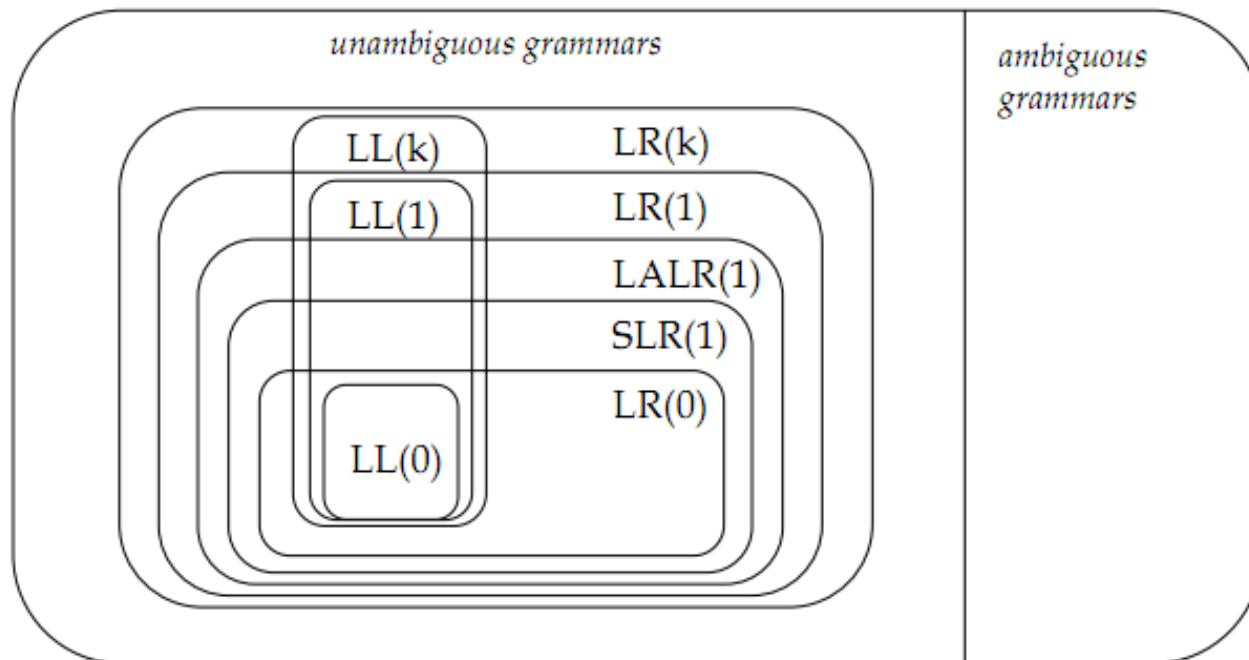 unambiguous grammars
ambiguous
grammars
LL(k)
LR(k)
LL(1)
LR(1)
LALR(1)
SLR(1)
LR(0)
LL(0)